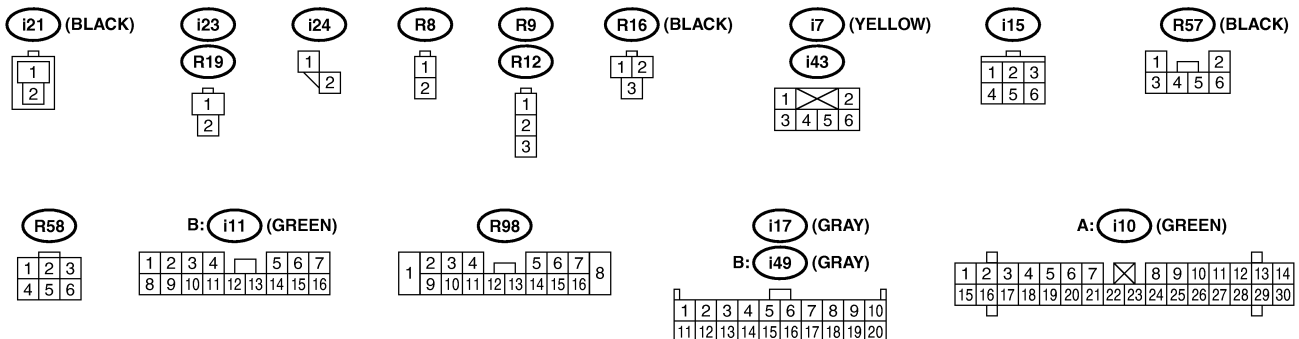 i21 (BLACK) i23 i24 R8 R9 R16 (BLACK) i7 (YELLOW) i15 R57 (BLACK)
R19 R12 i43
1 2
1 2
1 2
1 2
1 2 3
1 2
3
1 2
3 4 5 6
1 2 3
4 5 6
1 2
3 4 5 6
R58 B: i11 (GREEN) R98 i17 (GRAY) A: i10 (GREEN)
B: i49 (GRAY)
1 2 3
4 5 6
1 2 3 4 5 6 7
8 9 10 11 12 13 14 15 16
1 2 3 4 5 6 7 8
9 10 11 12 13 14 15 16
1 2 3 4 5 6 7 8 9 10
11 12 13 14 15 16 17 18 19 20
1 2 3 4 5 6 7 8 9 10 11 12 13 14
15 16 17 18 19 20 21 22 23 24 25 26 27 28 29 30